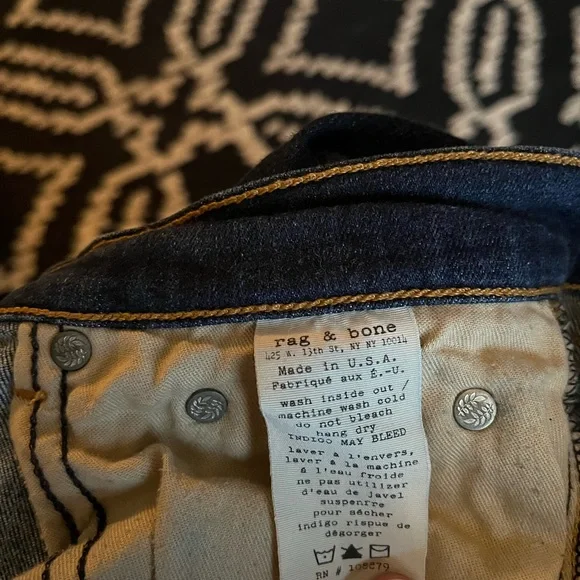 rag & bone
425 W. 13th St, NY NY 10014
Made in U.S.A.
Fabriqué aux É.-U.
wash inside out /
machine wash cold
do not bleach
hang dry
INDIGO MAY BLEED
laver à l'envers,
laver à la machine
à l'eau froide
ne pas utiliser
d'eau de javel
suspenfre
pour sécher
indigo risque de
dégorger
RN #